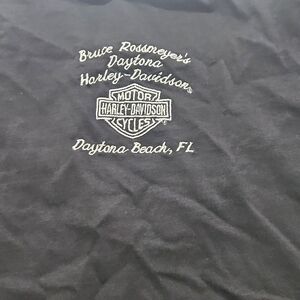 Bruce Rossmeyer's
Daytona
Harley-Davidson®
MOTOR
HARLEY-DAVIDSON
CYCLES
Daytona Beach, FL